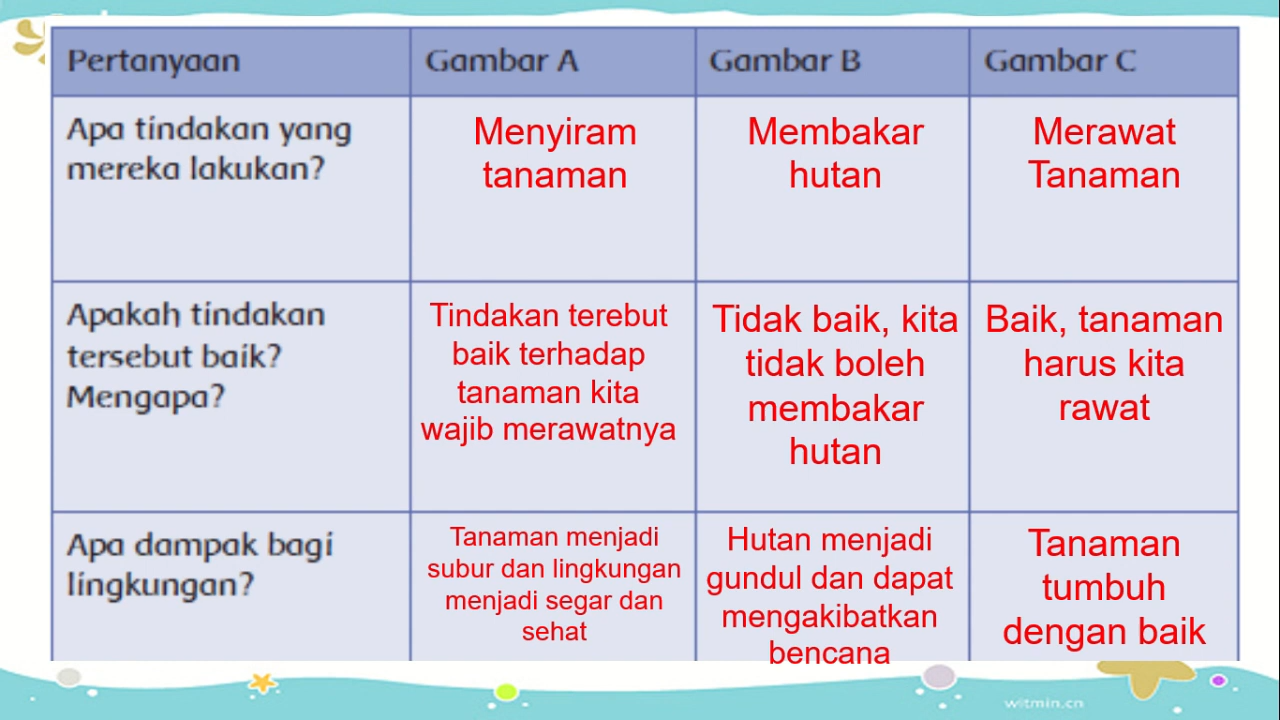 Pertanyaan
Gambar A
Gambar B
Gambar C
Apa tindakan yang
mereka lakukan?
Menyiram
tanaman
Membakar
hutan
Merawat
Tanaman
Apakah tindakan
tersebut baik?
Mengapa?
Tindakan terebut
baik terhadap
tanaman kita
wajib merawatnya
Tidak baik, kita
tidak boleh
membakar
hutan
Baik, tanaman
harus kita
rawat
Apa dampak bagi
lingkungan?
Tanaman menjadi
subur dan lingkungan
menjadi segar dan
sehat
Hutan menjadi
gundul dan dapat
mengakibatkan
bencana
Tanaman
tumbuh
dengan baik
witmin.cn